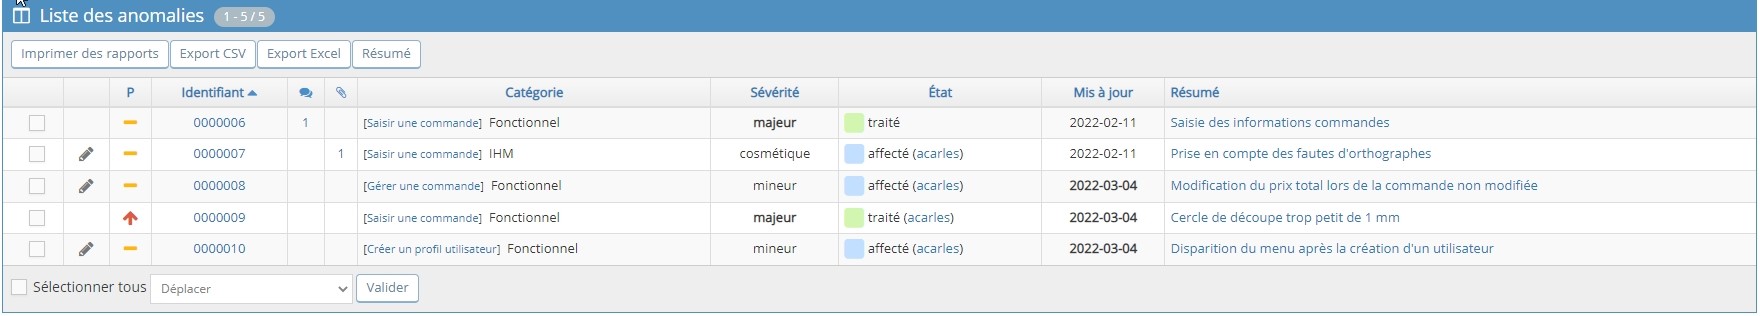 Liste des anomalies 1 - 5 / 5
Imprimer des rapports Export CSV Export Excel Résumé
P Identifiant Catégorie Sévérité État Mis à jour Résumé
0000006 1 [Saisir une commande] Fonctionnel majeur traité 2022-02-11 Saisie des informations commandes
0000007 1 [Saisir une commande] IHM cosmétique affecté (acarles) 2022-02-11 Prise en compte des fautes d'orthographes
0000008 [Gérer une commande] Fonctionnel mineur affecté (acarles) 2022-03-04 Modification du prix total lors de la commande non modifiée
0000009 [Saisir une commande] Fonctionnel majeur traité (acarles) 2022-03-04 Cercle de découpe trop petit de 1 mm
0000010 [Créer un profil utilisateur] Fonctionnel mineur affecté (acarles) 2022-03-04 Disparition du menu après la création d'un utilisateur
Sélectionner tous Déplacer Valider